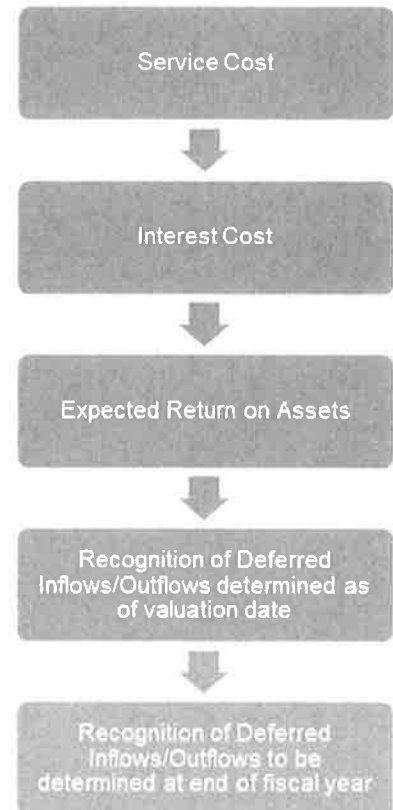 Service Cost
Interest Cost
Expected Return on Assets
Recognition of Deferred
Inflows/Outflows determined as
of valuation date
Recognition of Deferred
Inflows/Outflows to be
determined at end of fiscal year